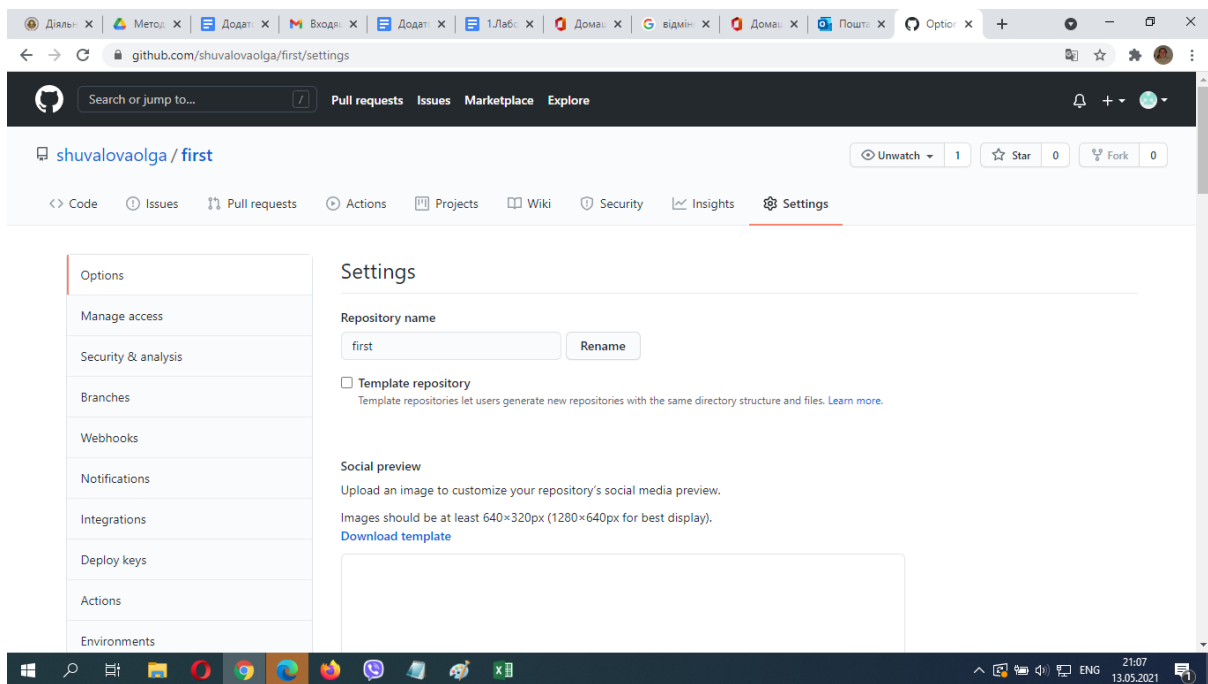 Діяльн Метод Додат Входящ Додат 1.Лабо Домаш відмін Домаш Пошта Option
github.com/shuvalovaolga/first/settings
Search or jump to... / Pull requests Issues Marketplace Explore
shuvalovaolga / first Unwatch 1 Star 0 Fork 0
Code Issues Pull requests Actions Projects Wiki Security Insights Settings
Options
Manage access
Security & analysis
Branches
Webhooks
Notifications
Integrations
Deploy keys
Actions
Environments
Settings
Repository name
first Rename
Template repository
Template repositories let users generate new repositories with the same directory structure and files. Learn more.
Social preview
Upload an image to customize your repository's social media preview.
Images should be at least 640×320px (1280×640px for best display).
Download template
ENG 21:07
13.05.2021